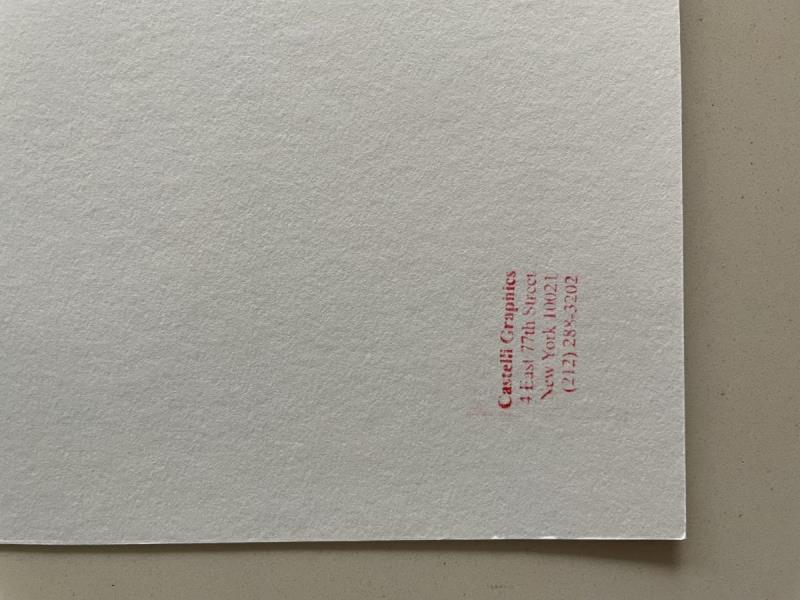 Castelli Graphics
4 East 77th Street
New York 10021
(212) 288-3202